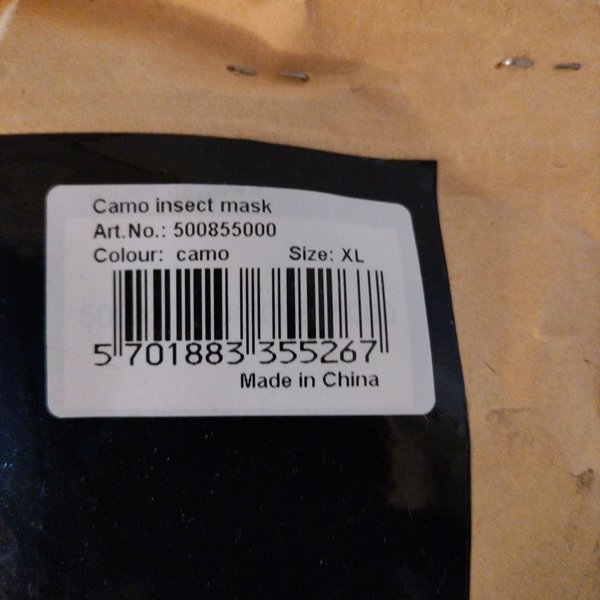 Camo insect mask
Art.No.: 500855000
Colour: camo Size: XL
5 701883 355267
Made in China